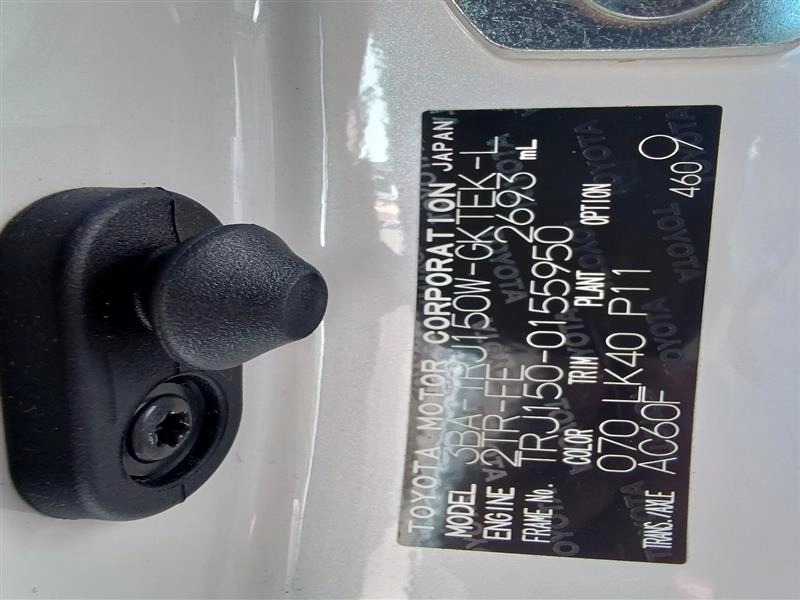 TOYOTA MOTOR CORPORATION JAPAN
MODEL 3BA-TRJ150W-GKTEK-L
ENGINE 2TR-FE 2693 mL
FRAME No. TRJ150-0155950
COLOR TRIM PLANT OPTION
070 LK40 P11
TRANS./AXLE AC60F 4609